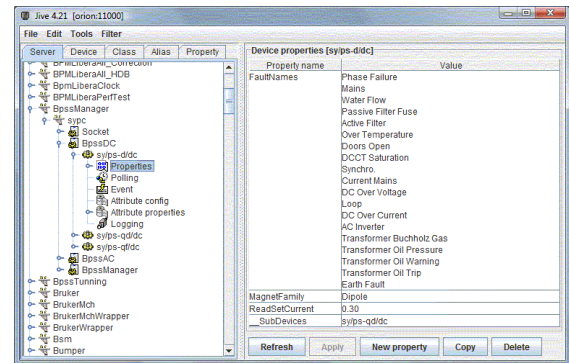 Jive 4.21 [orion:11000]
File Edit Tools Filter
Server Device Class Alias Property
BPMLiberaAll_Correction
BPMLiberaAll_HDB
BpmLiberaClock
BPMLiberaPerfTest
BpssManager
sypc
Socket
BpssDC
sy/ps-d/dc
Properties
Polling
Event
Attribute config
Attribute properties
Logging
sy/ps-qd/dc
sy/ps-qf/dc
BpssAC
BpssManager
BpssTunning
Bruker
BrukerMch
BrukerMchWrapper
BrukerWrapper
Bsm
Bumper
Device properties [sy/ps-d/dc]
Property name Value
FaultNames Phase Failure
Mains
Water Flow
Passive Filter Fuse
Active Filter
Over Temperature
Doors Open
DCCT Saturation
Synchro.
Current Mains
DC Over Voltage
Loop
DC Over Current
AC Inverter
Transformer Buchholz Gas
Transformer Oil Pressure
Transformer Oil Warning
Transformer Oil Trip
Earth Fault
MagnetFamily Dipole
ReadSetCurrent 0.30
__SubDevices sy/ps-qd/dc
Refresh Apply New property Copy Delete